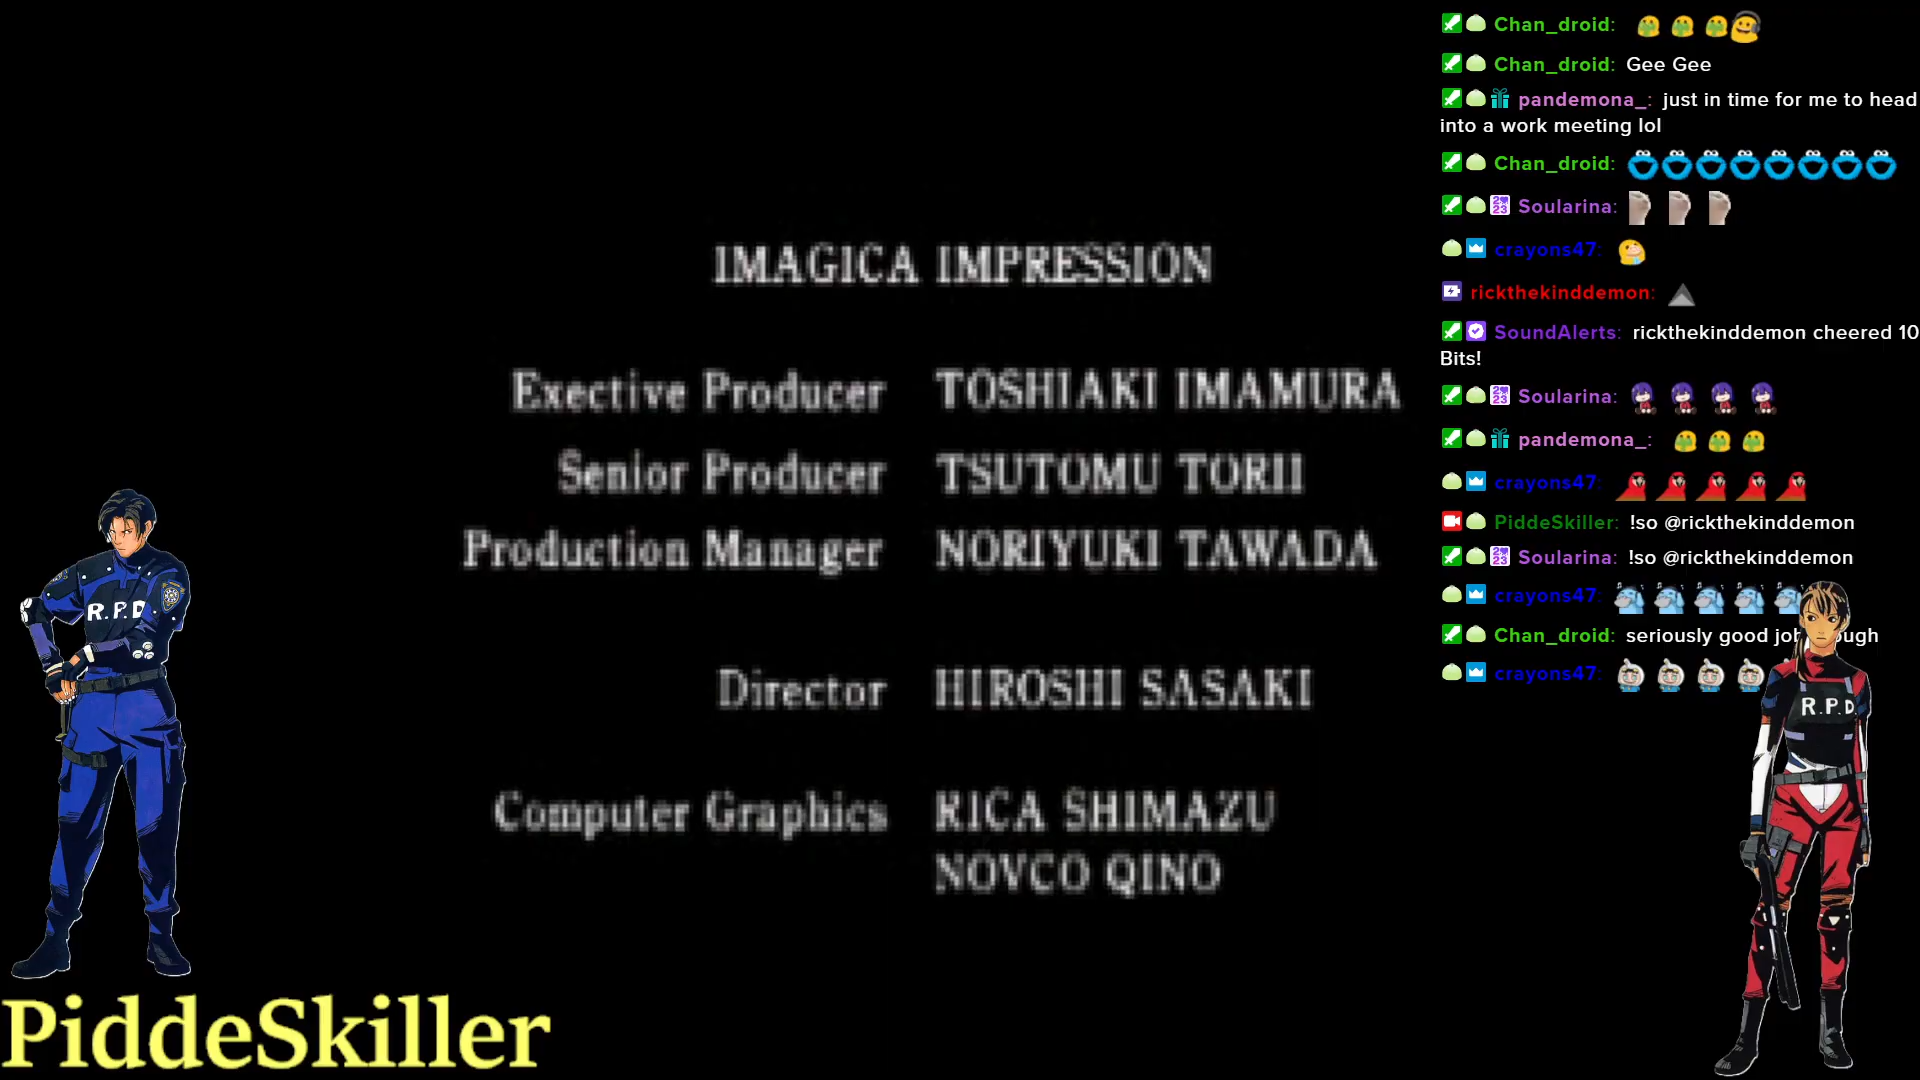 IMAGICA IMPRESSION
Exective Producer TOSHIAKI IMAMURA
Senior Producer TSUTOMU TORII
Production Manager NORIYUKI TAWADA
Director HIROSHI SASAKI
Computer Graphics RICA SHIMAZU
NOVCO QINO
R.P.D
PiddeSkiller
Chan_droid:
Chan_droid: Gee Gee
pandemona_: just in time for me to head
into a work meeting lol
Chan_droid:
Soularina:
crayons47:
rickthekinddemon:
SoundAlerts: rickthekinddemon cheered 10
Bits!
Soularina:
pandemona_:
crayons47:
PiddeSkiller: !so @rickthekinddemon
Soularina: !so @rickthekinddemon
crayons47:
Chan_droid: seriously good
crayons47:
R.P.D.